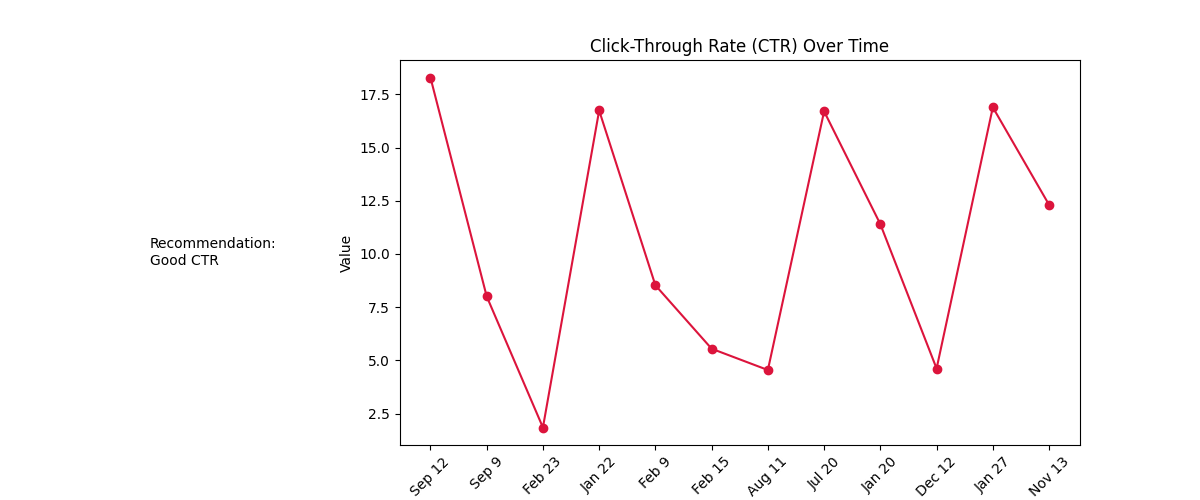 Click-Through Rate (CTR) Over Time
17.5
15.0
12.5
10.0
7.5
5.0
2.5
Value
Recommendation:
Good CTR
Sep 12
Sep 9
Feb 23
Jan 22
Feb 9
Feb 15
Aug 11
Jul 20
Jan 20
Dec 12
Jan 27
Nov 13